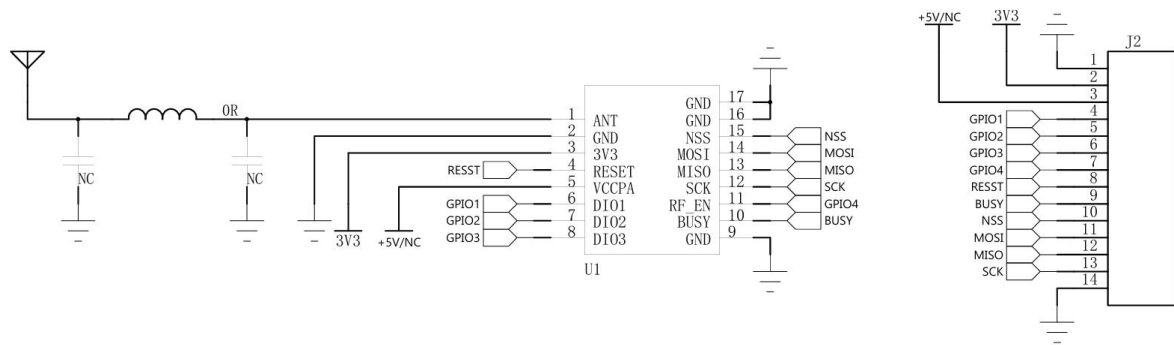 +5V/NC 3V3
J2
0R
NC NC
1 ANT
2 GND
3 3V3
RESST 4 RESET
5 VCCPA
GPIO1 6 DIO1
GPIO2 7 DIO2
GPIO3 8 DIO3
3V3 +5V/NC
GND 17
GND 16
NSS 15 NSS
MOSI 14 MOSI
MISO 13 MISO
SCK 12 SCK
RF_EN 11 GPIO4
BUSY 10 BUSY
GND 9
U1
1
2
3
GPIO1 4
GPIO2 5
GPIO3 6
GPIO4 7
RESST 8
BUSY 9
NSS 10
MOSI 11
MISO 12
SCK 13
14